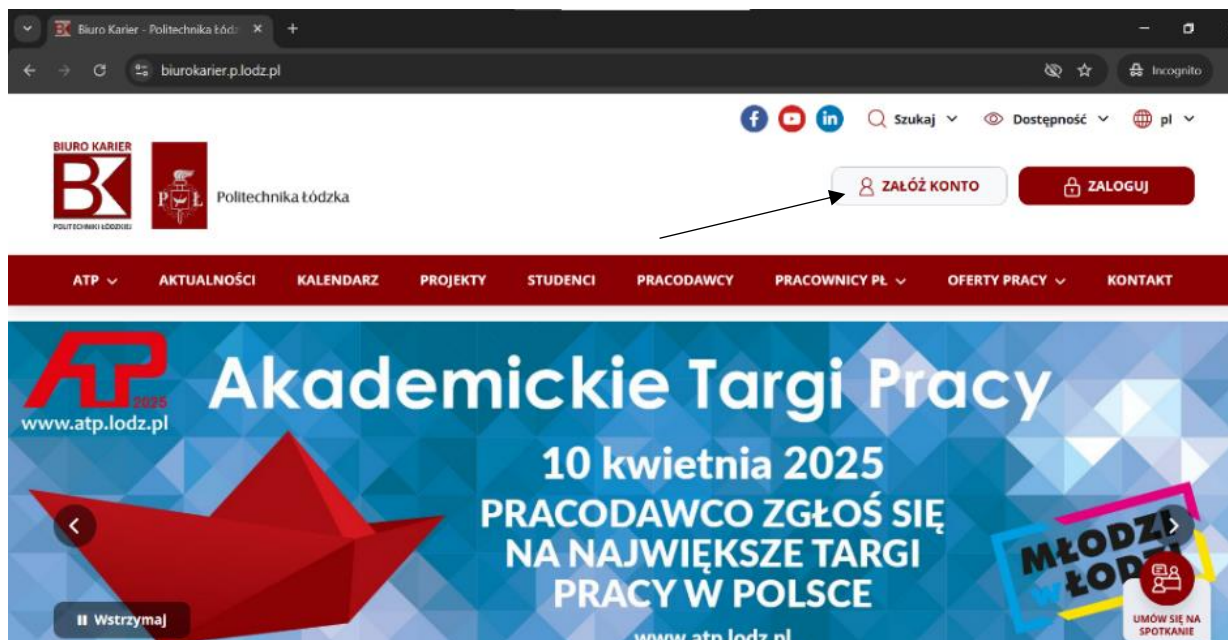 Biuro Karier - Politechnika Łódz
biurokarier.p.lodz.pl
Incognito
Szukaj
Dostępność
pl
BIURO KARIER
BK
POLITECHNIKI ŁÓDZKIEJ
P Ł
Politechnika Łódzka
ZAŁÓŻ KONTO
ZALOGUJ
ATP
AKTUALNOŚCI
KALENDARZ
PROJEKTY
STUDENCI
PRACODAWCY
PRACOWNICY PŁ
OFERTY PRACY
KONTAKT
ATP
2025
www.atp.lodz.pl
Akademickie Targi Pracy
10 kwietnia 2025
PRACODAWCO ZGŁOŚ SIĘ
NA NAJWIĘKSZE TARGI
PRACY W POLSCE
www.atp.lodz.pl
MŁODZI
w ŁODZI
Wstrzymaj
UMÓW SIĘ NA
SPOTKANIE